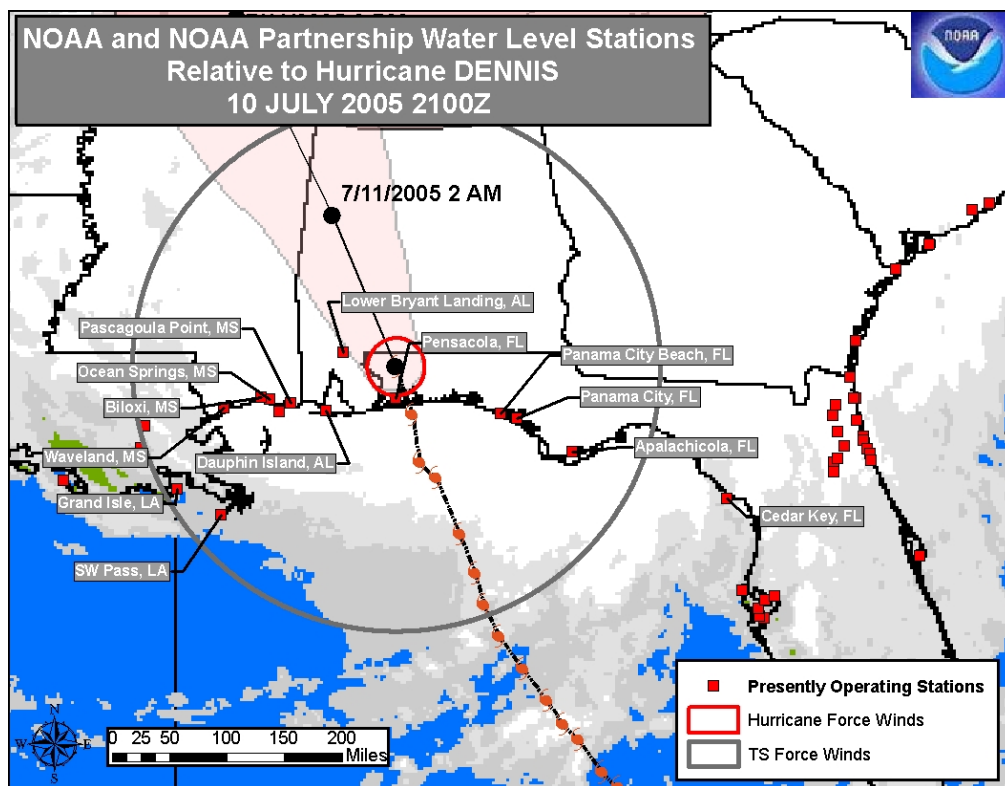 NOAA and NOAA Partnership Water Level Stations
Relative to Hurricane DENNIS
10 JULY 2005 2100Z
NOAA
7/11/2005 2 AM
Lower Bryant Landing, AL
Pascagoula Point, MS
Pensacola, FL
Panama City Beach, FL
Ocean Springs, MS
Panama City, FL
Biloxi, MS
Apalachicola, FL
Waveland, MS
Dauphin Island, AL
Grand Isle, LA
Cedar Key, FL
SW Pass, LA
Presently Operating Stations
Hurricane Force Winds
TS Force Winds
N
W E
S
0 25 50 100 150 200
Miles